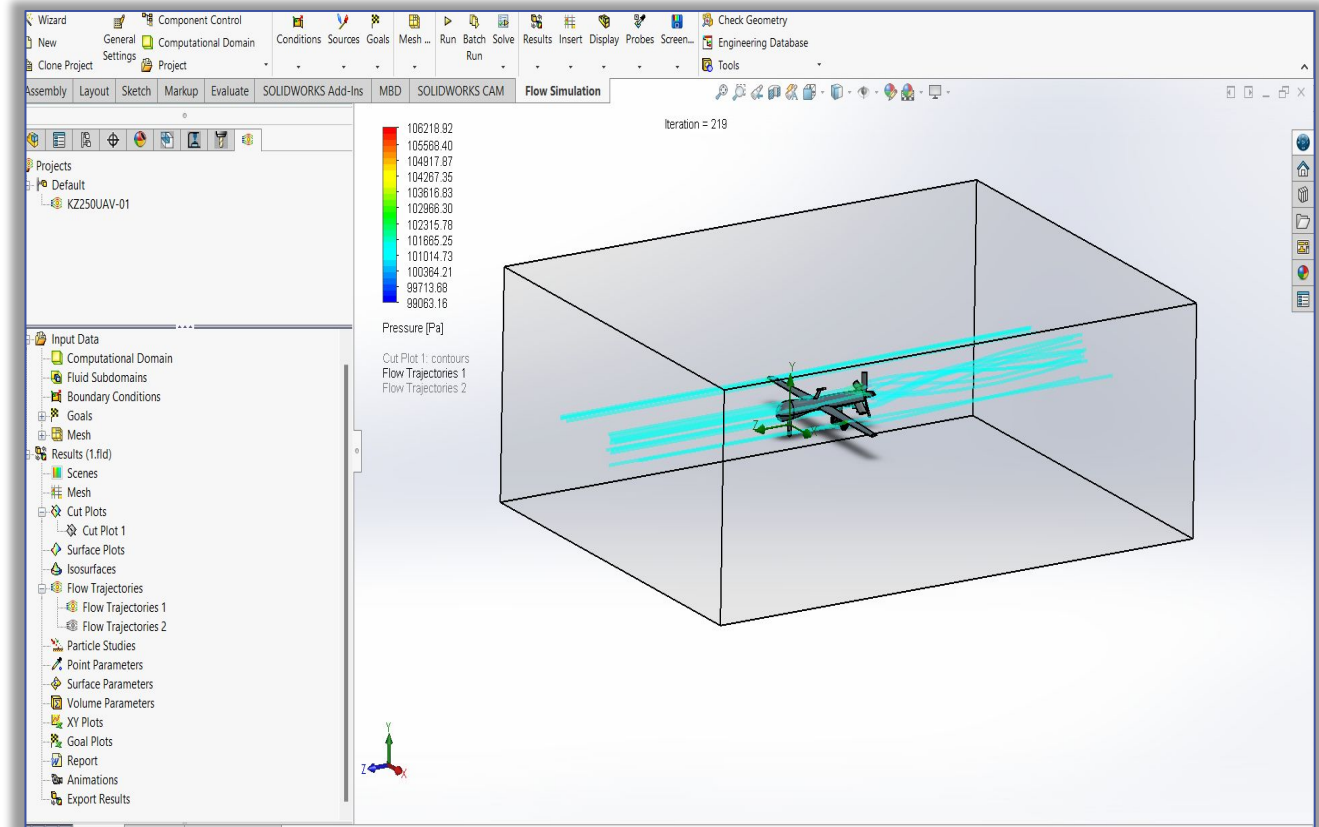 Wizard
New
Clone Project
General Settings
Component Control
Computational Domain
Project
Conditions Sources Goals Mesh ... Run Batch Run Solve Results Insert Display Probes Screen...
Check Geometry
Engineering Database
Tools
Assembly Layout Sketch Markup Evaluate SOLIDWORKS Add-Ins MBD SOLIDWORKS CAM Flow Simulation
Projects
Default
KZ250UAV-01
Input Data
Computational Domain
Fluid Subdomains
Boundary Conditions
Goals
Mesh
Results (1.fld)
Scenes
Mesh
Cut Plots
Cut Plot 1
Surface Plots
Isosurfaces
Flow Trajectories
Flow Trajectories 1
Flow Trajectories 2
Particle Studies
Point Parameters
Surface Parameters
Volume Parameters
XY Plots
Goal Plots
Report
Animations
Export Results
106218.92
105568.40
104917.87
104267.35
103616.83
102966.30
102315.78
101665.25
101014.73
100364.21
99713.68
99063.16
Pressure [Pa]
Cut Plot 1: contours
Flow Trajectories 1
Flow Trajectories 2
Iteration = 219
Y
Z
Y
Z
X